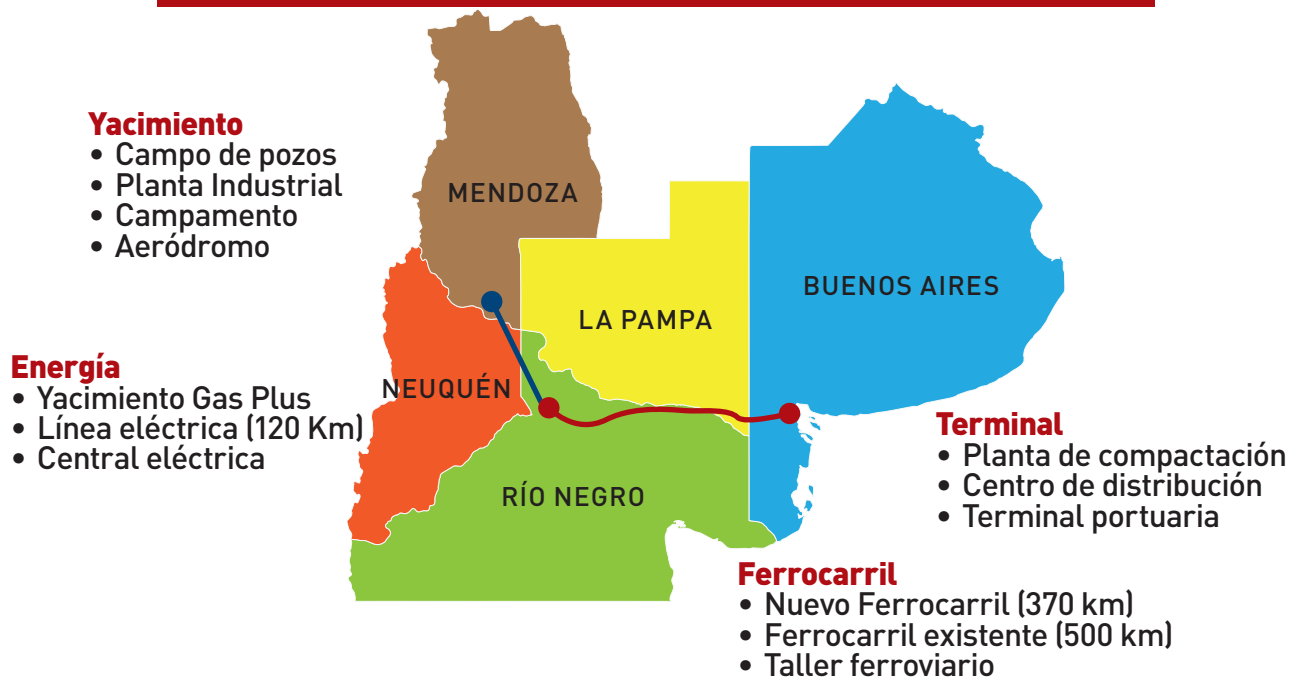 Yacimiento
• Campo de pozos
• Planta Industrial
• Campamento
• Aeródromo
MENDOZA
BUENOS AIRES
LA PAMPA
Energía
• Yacimiento Gas Plus
• Línea eléctrica (120 Km)
• Central eléctrica
NEUQUÉN
RÍO NEGRO
Terminal
• Planta de compactación
• Centro de distribución
• Terminal portuaria
Ferrocarril
• Nuevo Ferrocarril (370 km)
• Ferrocarril existente (500 km)
• Taller ferroviario